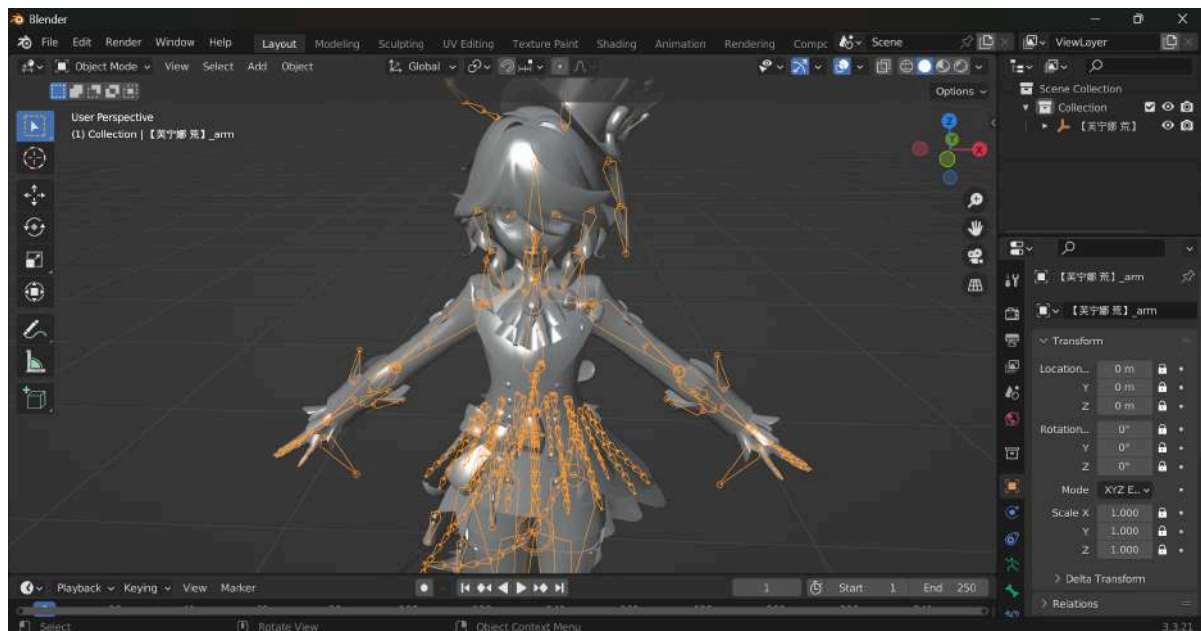 Blender
File Edit Render Window Help Layout Modeling Sculpting UV Editing Texture Paint Shading Animation Rendering Compc Scene ViewLayer
Object Mode View Select Add Object Global
Options
User Perspective
(1) Collection | 【芙宁娜 荒】_arm
Z
Y
X
Scene Collection
Collection
【芙宁娜 荒】
【芙宁娜 荒】_arm
【芙宁娜 荒】_arm
Transform
Location... 0 m
Y 0 m
Z 0 m
Rotation... 0°
Y 0°
Z 0°
Mode XYZ E...
Scale X 1.000
Y 1.000
Z 1.000
Delta Transform
Relations
Playback Keying View Marker 1 Start 1 End 250
Select Rotate View Object Context Menu 3.3.21